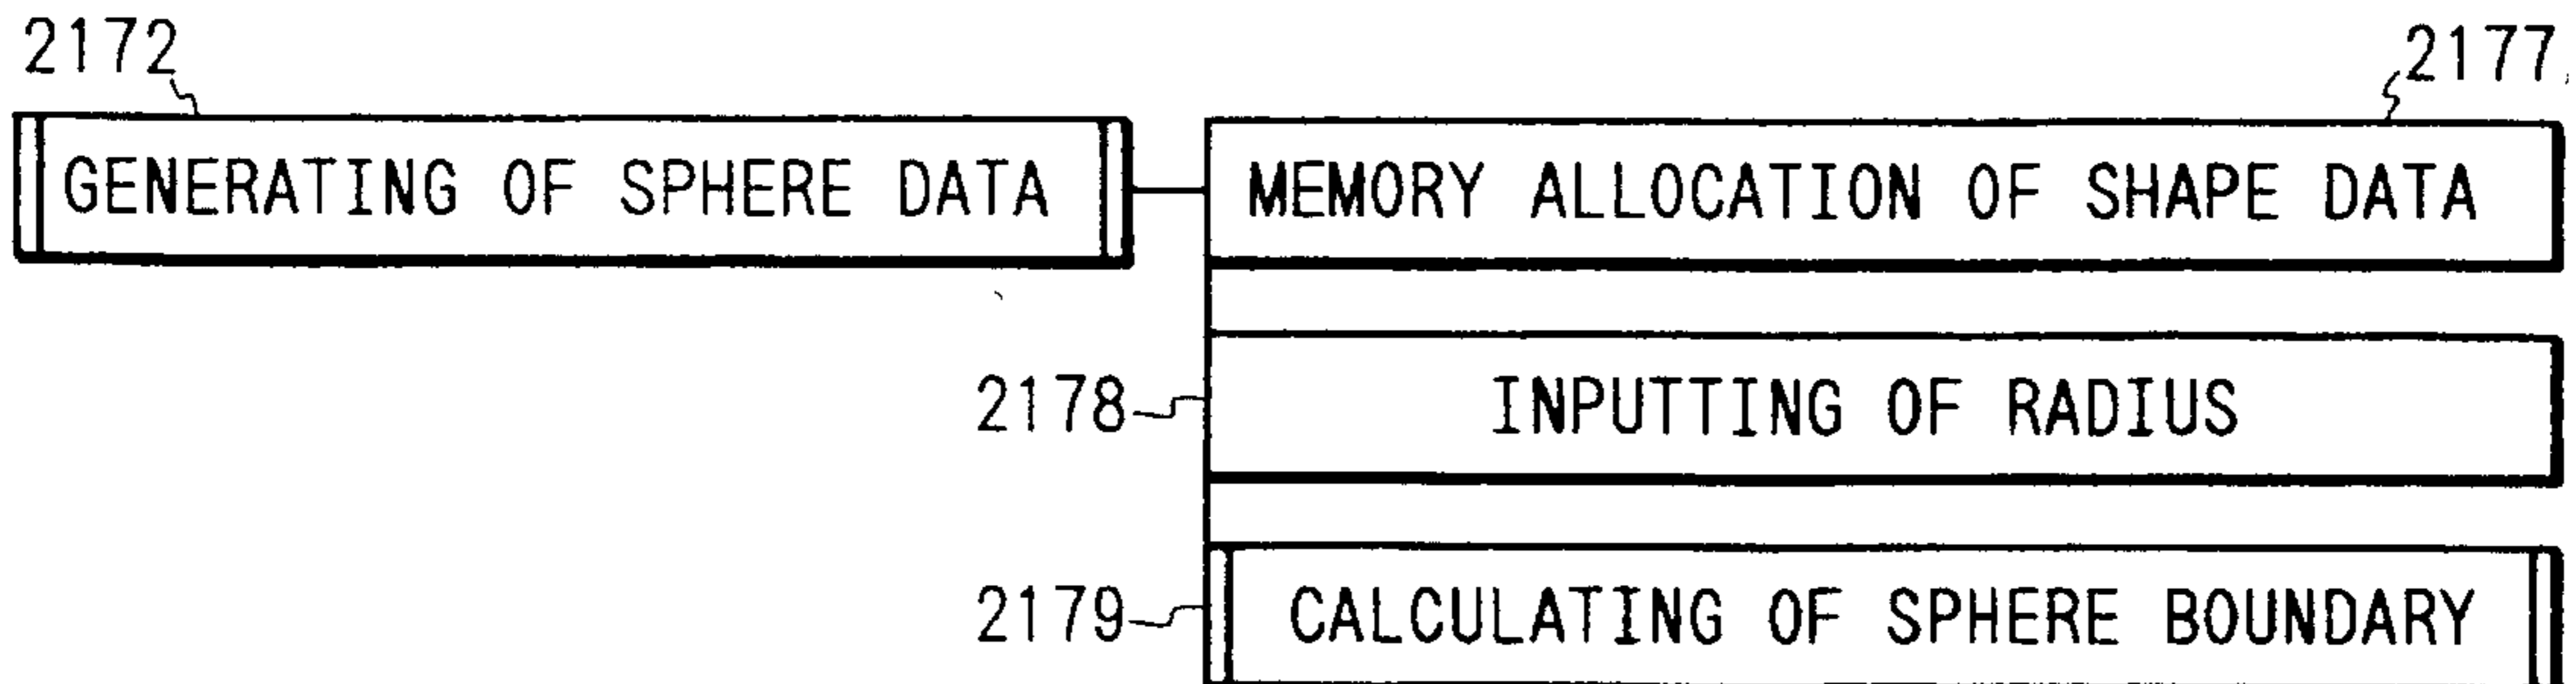 2172
2177
GENERATING OF SPHERE DATA
MEMORY ALLOCATION OF SHAPE DATA
2178
INPUTTING OF RADIUS
2179
CALCULATING OF SPHERE BOUNDARY